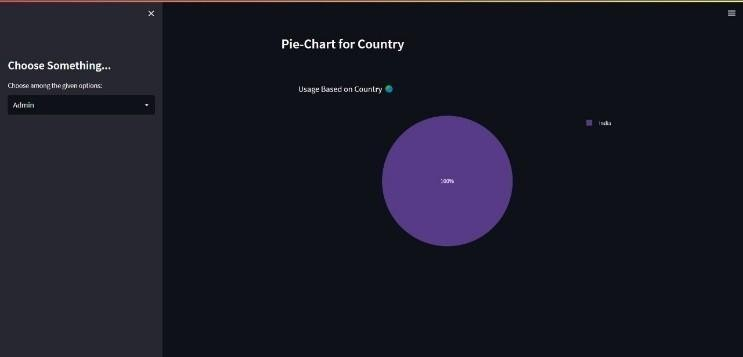 Choose Something...
Choose among the given options:
Admin
Pie-Chart for Country
Usage Based on Country 🌏
India
100%